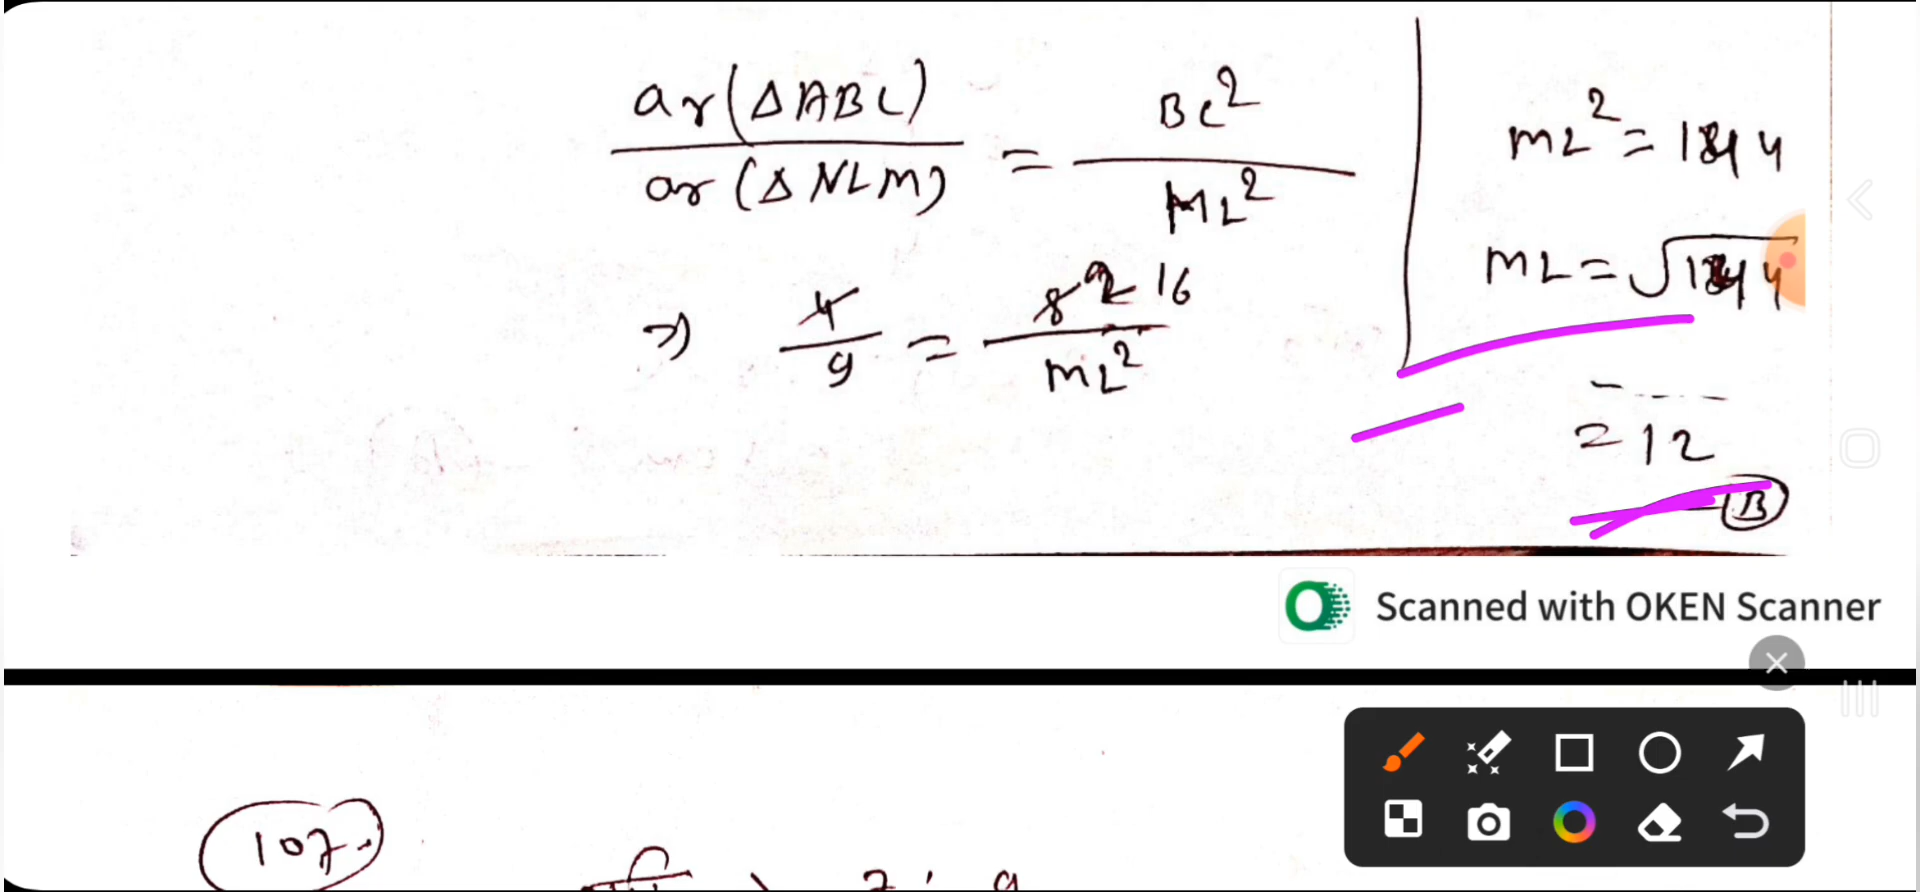 ar(ΔABC) / ar(ΔNLM) = BC² / ML²
⇒ 4/9 = 8² 16 / mL²
mL² = 144
mL = √144
= 12
B
Scanned with OKEN Scanner
107.